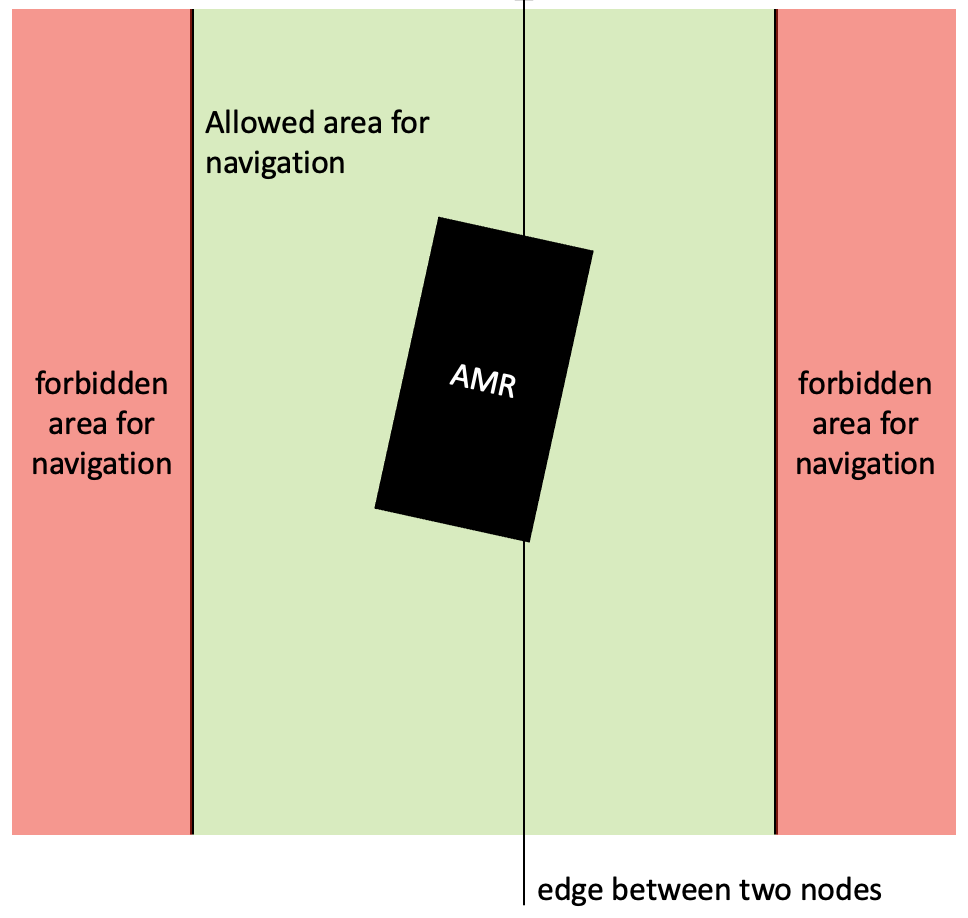 Allowed area for
navigation
AMR
forbidden
area for
navigation
forbidden
area for
navigation
edge between two nodes